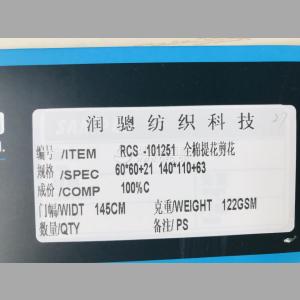 润骢纺织科技
编号/ITEM RCS -101251 全棉提花剪花
规格/SPEC 60*60+21 140*110+63
成份/COMP 100%C
门幅/WIDT 145CM 克重/WEIGHT 122GSM
数量/QTY 备注/PS